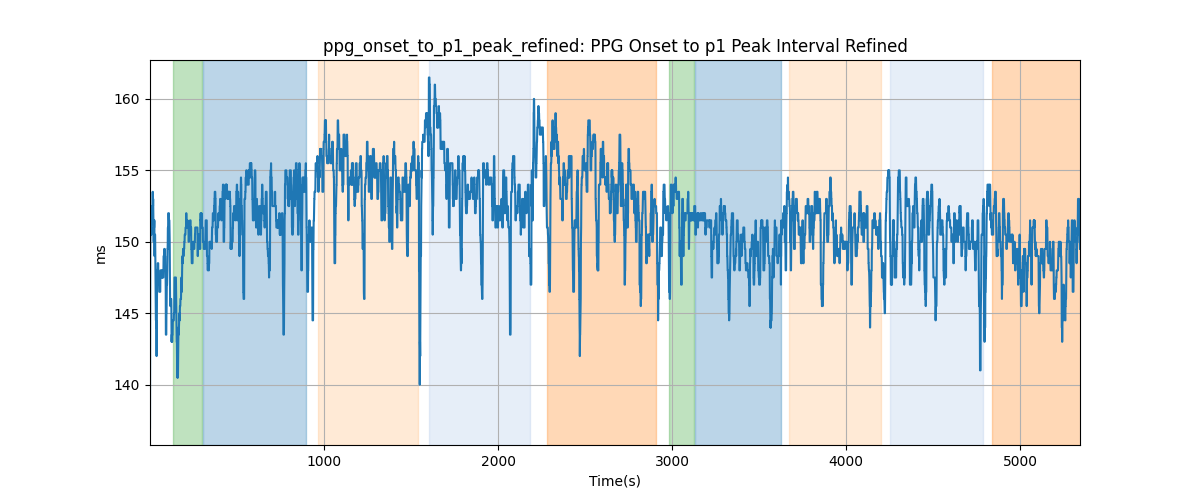 ppg_onset_to_p1_peak_refined: PPG Onset to p1 Peak Interval Refined
160
155
150
145
140
ms
1000 2000 3000 4000 5000
Time(s)